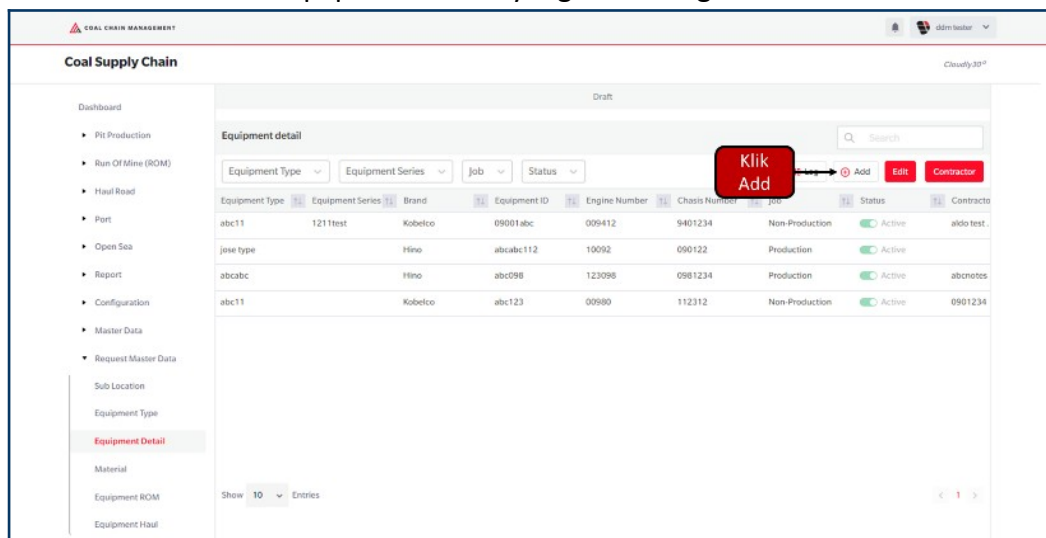 COAL CHAIN MANAGEMENT
ddm tester
Coal Supply Chain
Cloudly30°
Dashboard
Pit Production
Run Of Mine (ROM)
Haul Road
Port
Open Sea
Report
Configuration
Master Data
Request Master Data
Sub Location
Equipment Type
Equipment Detail
Material
Equipment ROM
Equipment Haul
Draft
Equipment detail
Search
Equipment Type Equipment Series Job Status
Klik
Add
Add Edit Contractor
Equipment Type Equipment Series Brand Equipment ID Engine Number Chasis Number Job Status Contracto
abc11 1211test Kobelco 09001abc 009412 9401234 Non-Production Active aldo test .
jose type Hino abcabc112 10092 090122 Production Active
abcabc Hino abc098 123098 0981234 Production Active abcnotes
abc11 Kobelco abc123 00980 112312 Non-Production Active 0901234
Show 10 Entries
1